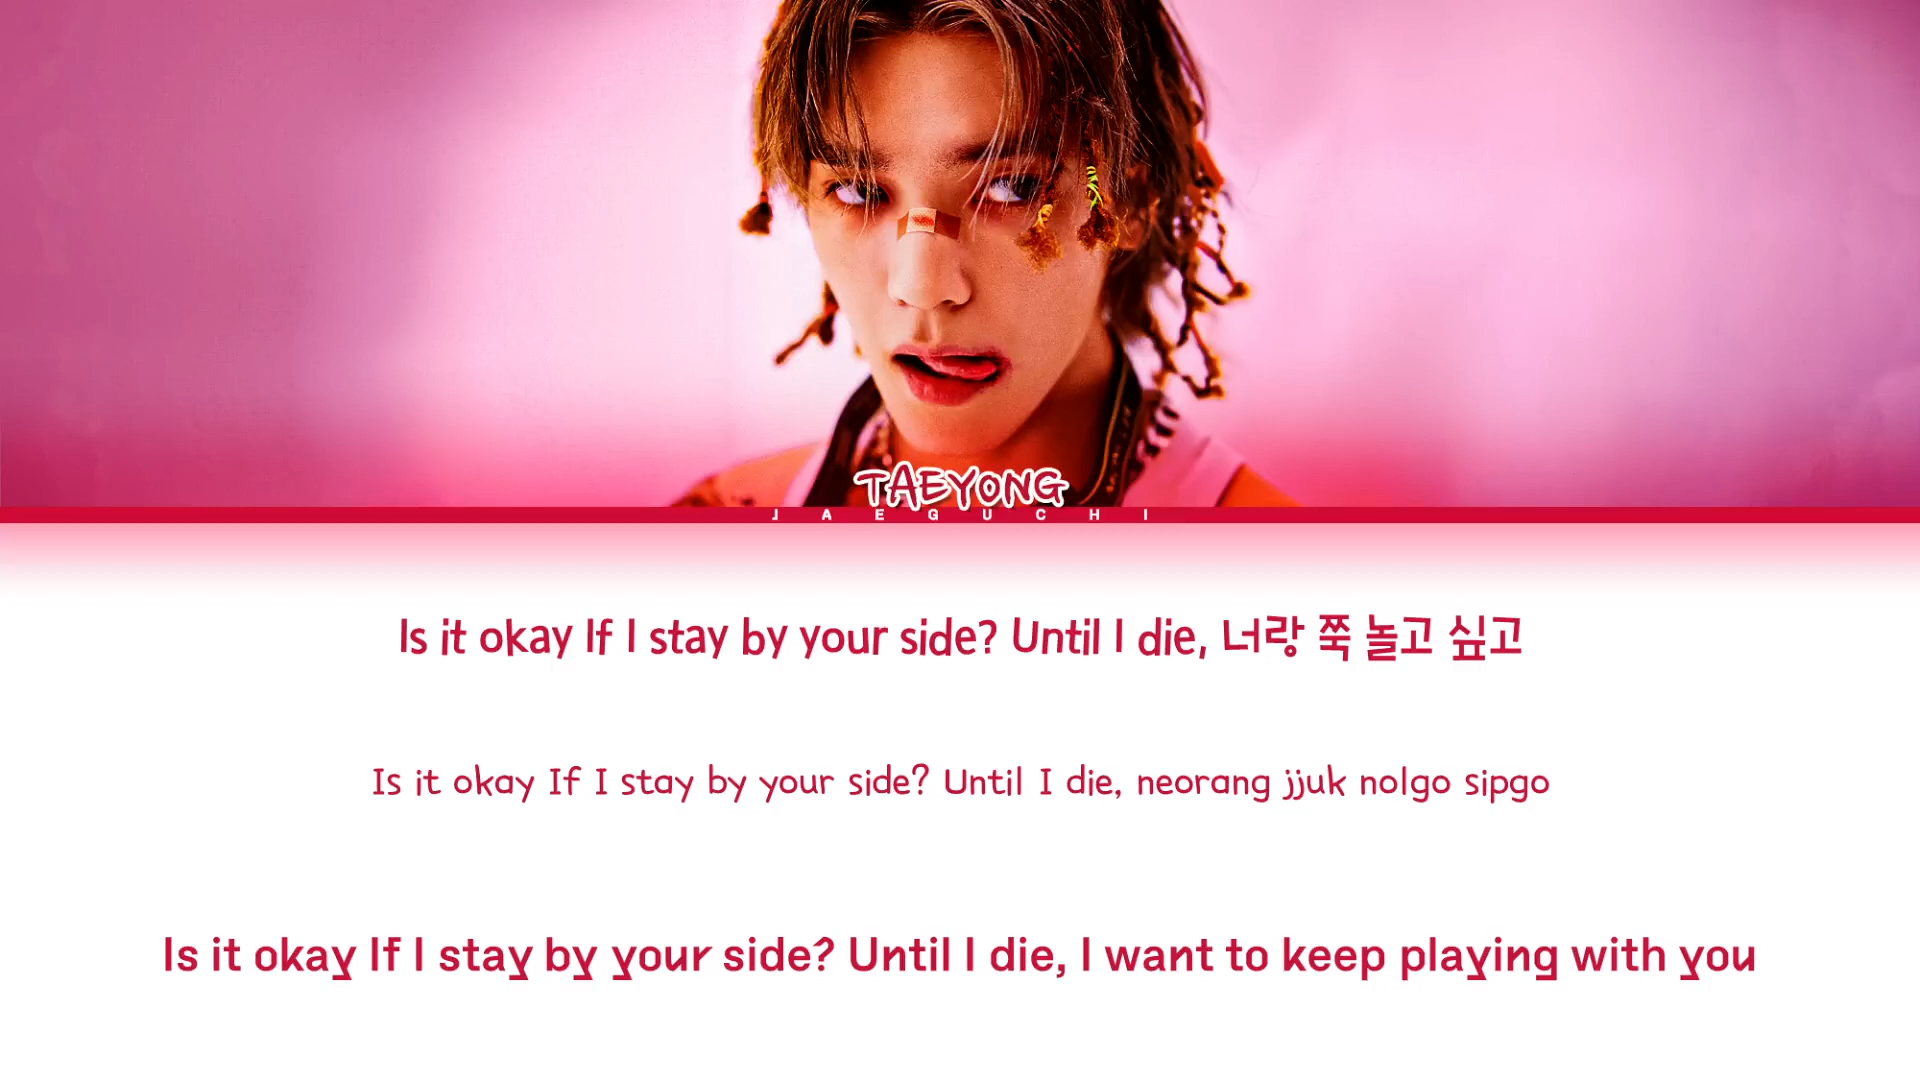 TAEYONG
JAEGUCHI
Is it okay If I stay by your side? Until I die, 너랑 쭉 놀고 싶고
Is it okay If I stay by your side? Until I die, neorang jjuk nolgo sipgo
Is it okay If I stay by your side? Until I die, I want to keep playing with you